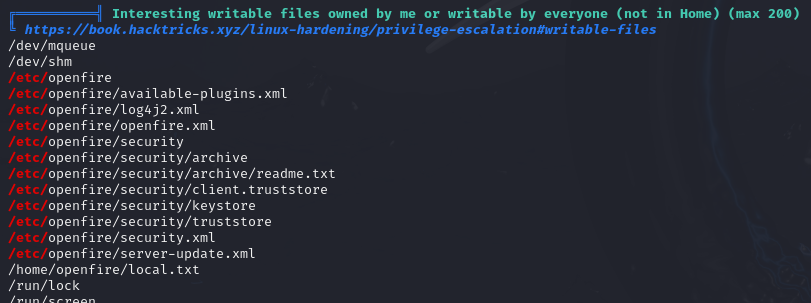 ╔══════════╣ Interesting writable files owned by me or writable by everyone (not in Home) (max 200)
╚ https://book.hacktricks.xyz/linux-hardening/privilege-escalation#writable-files
/dev/mqueue
/dev/shm
/etc/openfire
/etc/openfire/available-plugins.xml
/etc/openfire/log4j2.xml
/etc/openfire/openfire.xml
/etc/openfire/security
/etc/openfire/security/archive
/etc/openfire/security/archive/readme.txt
/etc/openfire/security/client.truststore
/etc/openfire/security/keystore
/etc/openfire/security/truststore
/etc/openfire/security.xml
/etc/openfire/server-update.xml
/home/openfire/local.txt
/run/lock
/run/screen